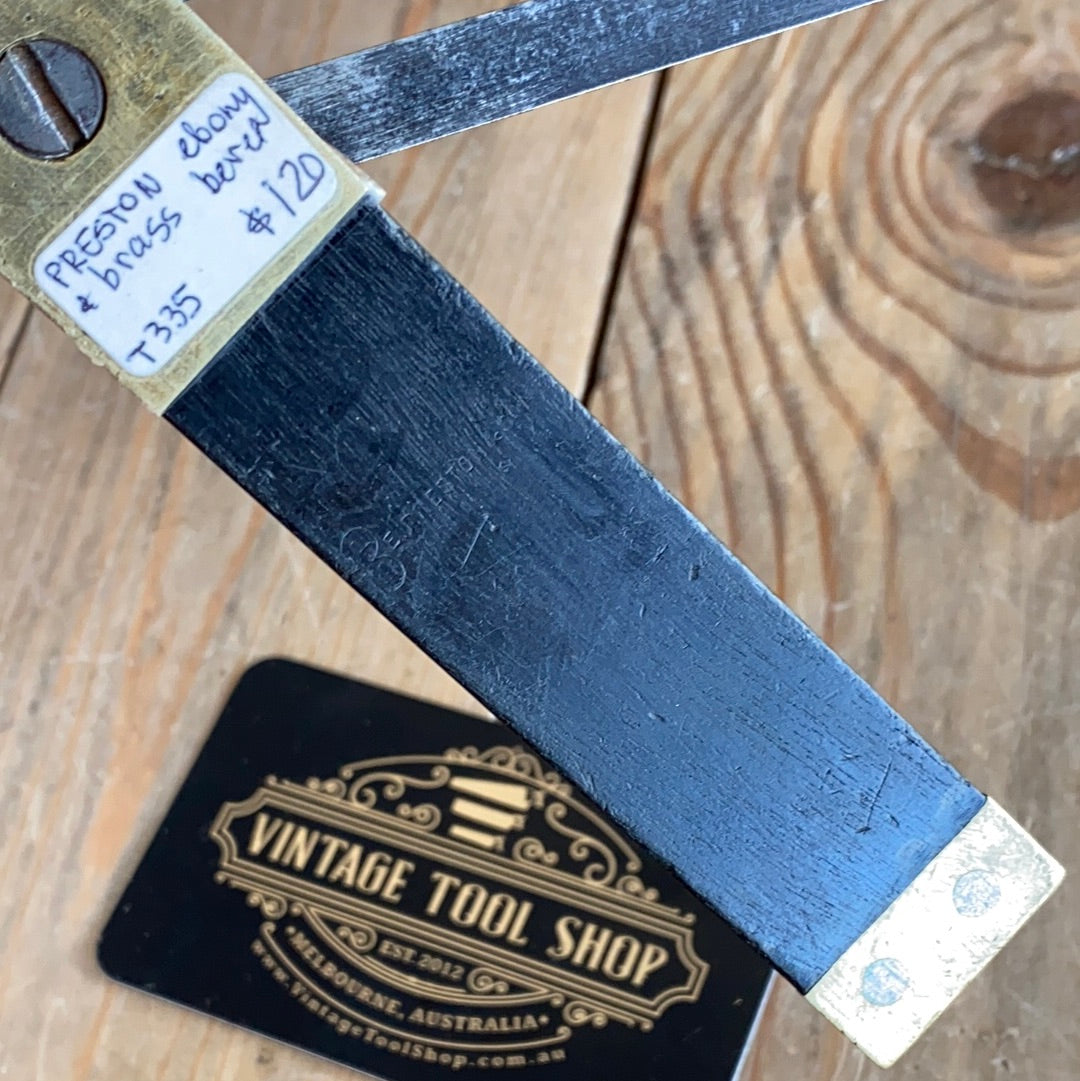 PRESTON ebony
& brass bevel
$120
T335
VINTAGE TOOL SHOP
EST. 2012
•MELBOURNE, AUSTRALIA•
www.VintageToolShop.com.au